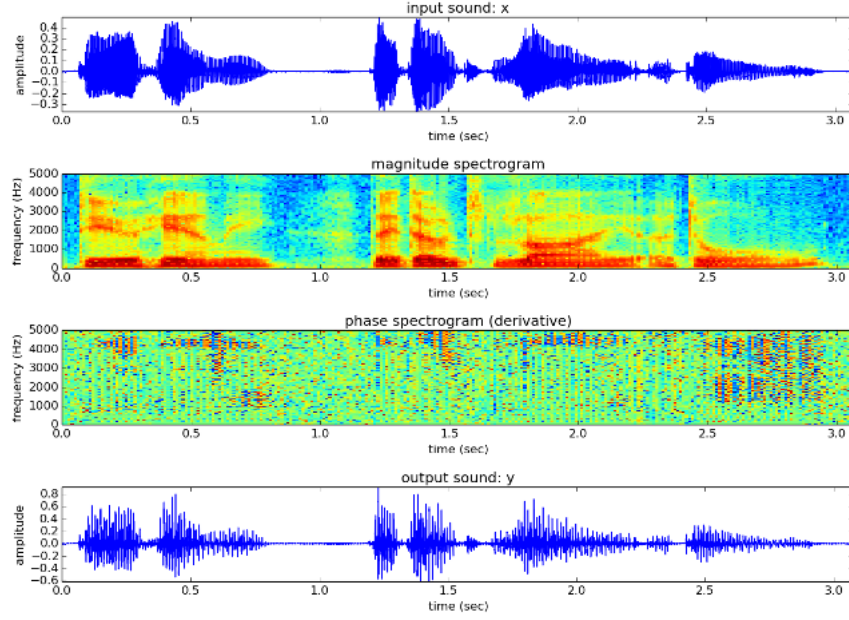 input sound: x
amplitude
0.4
0.3
0.2
0.1
0.0
−0.1
−0.2
−0.3
0.0 0.5 1.0 1.5 2.0 2.5 3.0
time (sec)
magnitude spectrogram
frequency (Hz)
5000
4000
3000
2000
1000
0
0.0 0.5 1.0 1.5 2.0 2.5 3.0
time (sec)
phase spectrogram (derivative)
frequency (Hz)
5000
4000
3000
2000
1000
0
0.0 0.5 1.0 1.5 2.0 2.5 3.0
time (sec)
output sound: y
amplitude
0.8
0.6
0.4
0.2
0.0
−0.2
−0.4
−0.6
0.0 0.5 1.0 1.5 2.0 2.5 3.0
time (sec)